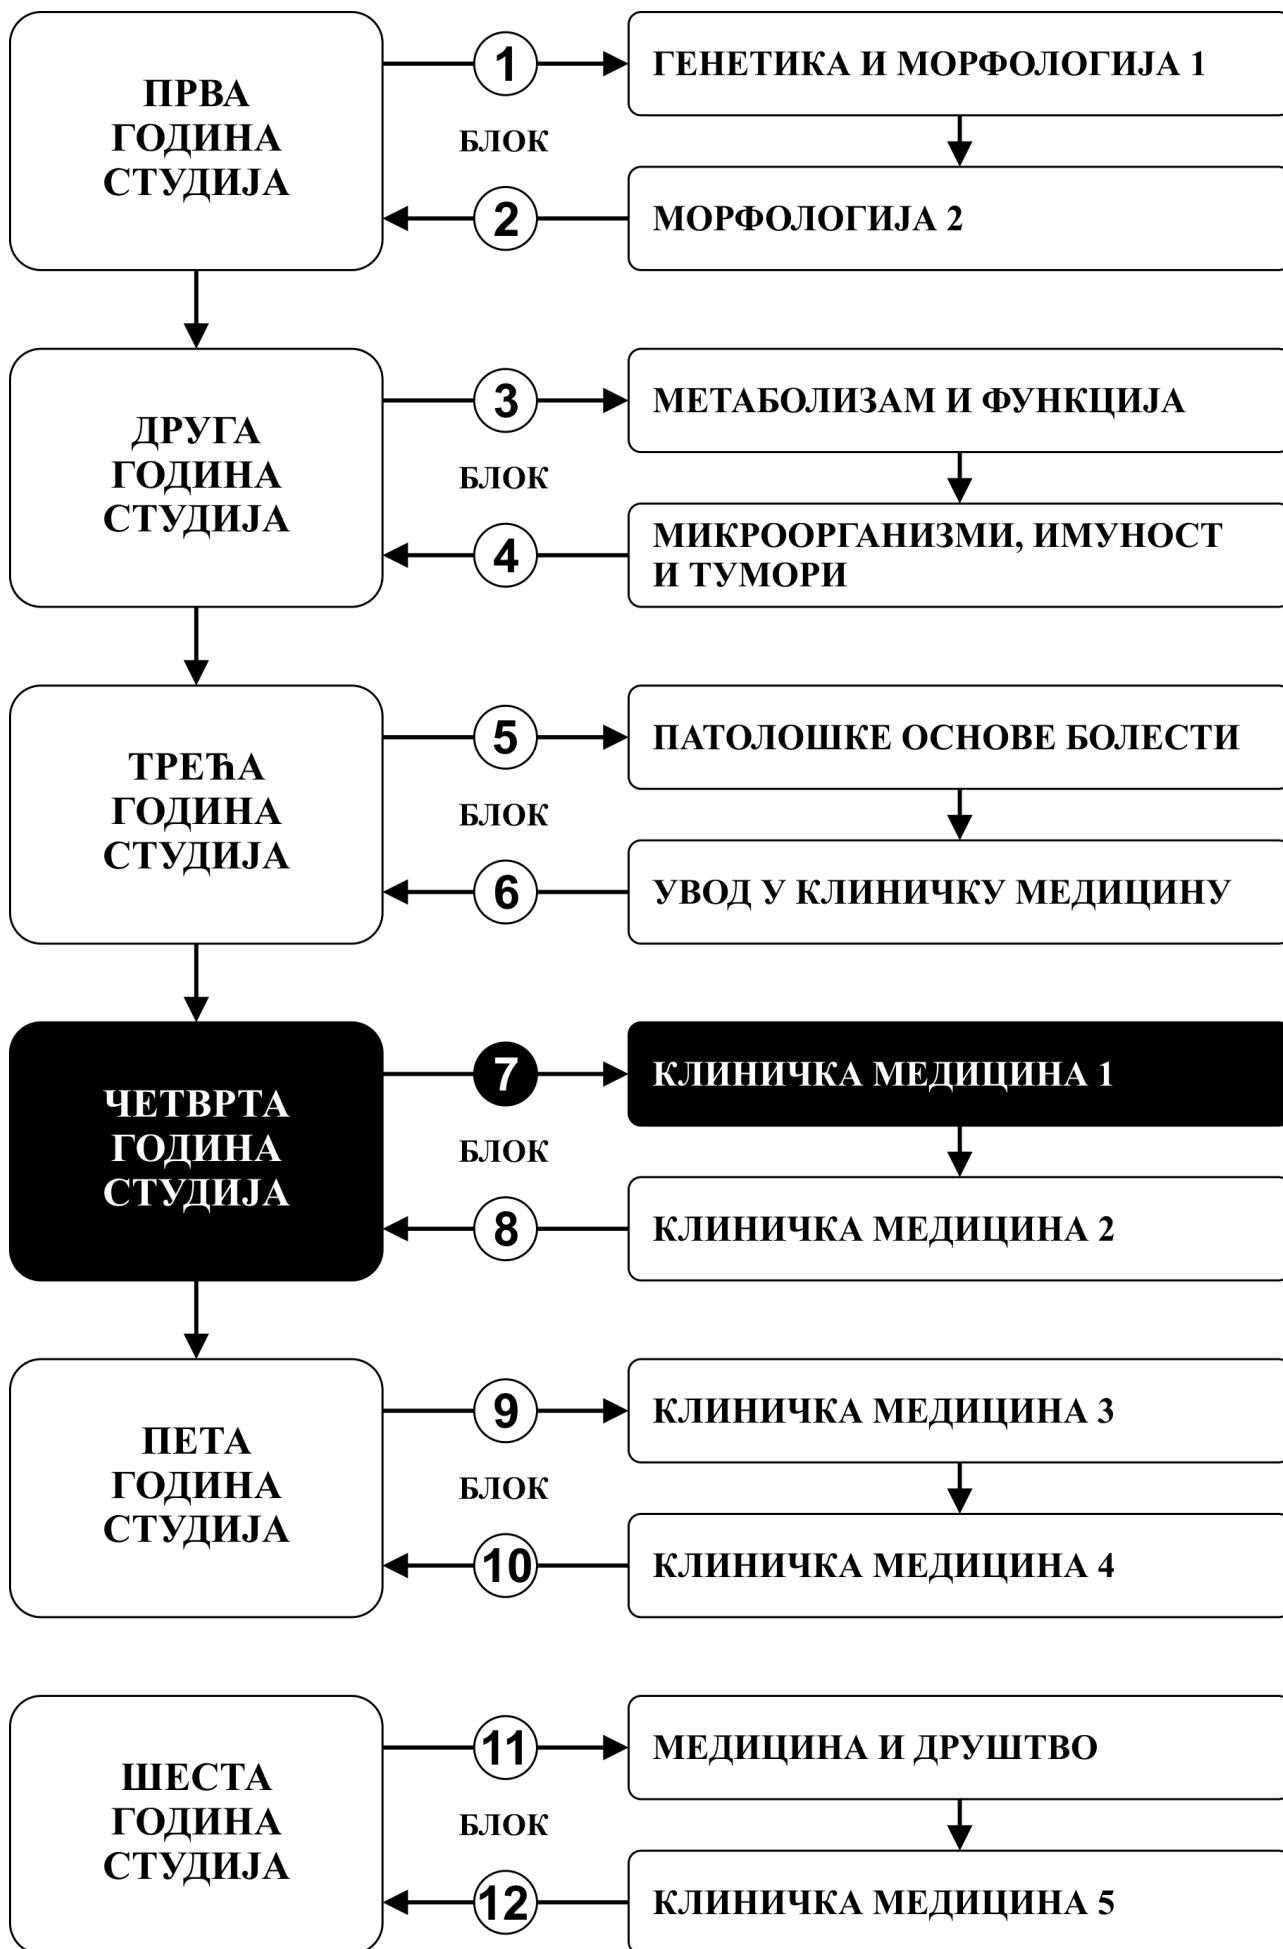 ПРВА
ГОДИНА
СТУДИЈА
1
БЛОК
2
ГЕНЕТИКА И МОРФОЛОГИЈА 1
МОРФОЛОГИЈА 2
ДРУГА
ГОДИНА
СТУДИЈА
3
БЛОК
4
МЕТАБОЛИЗАМ И ФУНКЦИЈА
МИКРООРГАНИЗМИ, ИМУНОСТ
И ТУМОРИ
ТРЕЋА
ГОДИНА
СТУДИЈА
5
БЛОК
6
ПАТОЛОШКЕ ОСНОВЕ БОЛЕСТИ
УВОД У КЛИНИЧКУ МЕДИЦИНУ
ЧЕТВРТА
ГОДИНА
СТУДИЈА
7
БЛОК
8
КЛИНИЧКА МЕДИЦИНА 1
КЛИНИЧКА МЕДИЦИНА 2
ПЕТА
ГОДИНА
СТУДИЈА
9
БЛОК
10
КЛИНИЧКА МЕДИЦИНА 3
КЛИНИЧКА МЕДИЦИНА 4
ШЕСТА
ГОДИНА
СТУДИЈА
11
БЛОК
12
МЕДИЦИНА И ДРУШТВО
КЛИНИЧКА МЕДИЦИНА 5